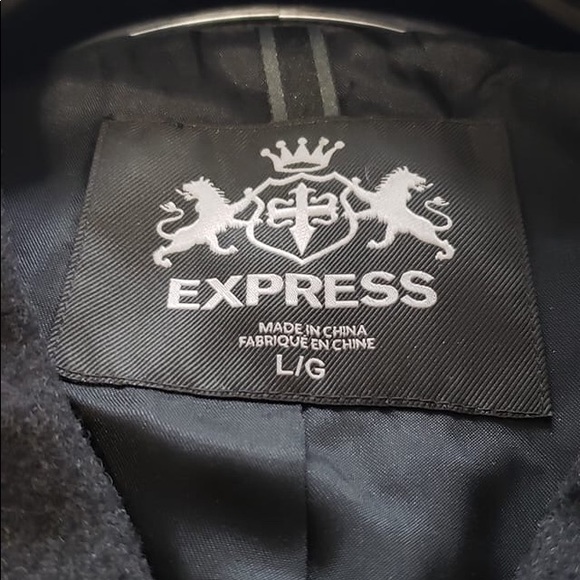 EXPRESS
MADE IN CHINA
FABRIQUÉ EN CHINE
L/G